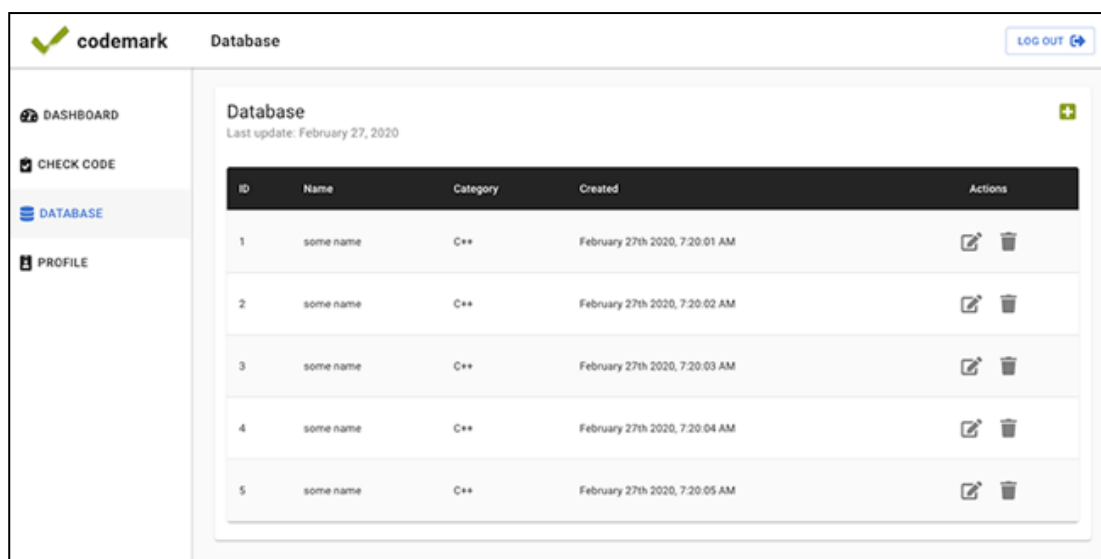 codemark
Database
LOG OUT
DASHBOARD
CHECK CODE
DATABASE
PROFILE
Database
Last update: February 27, 2020
ID Name Category Created Actions
1 some name C++ February 27th 2020, 7:20:01 AM
2 some name C++ February 27th 2020, 7:20:02 AM
3 some name C++ February 27th 2020, 7:20:03 AM
4 some name C++ February 27th 2020, 7:20:04 AM
5 some name C++ February 27th 2020, 7:20:05 AM